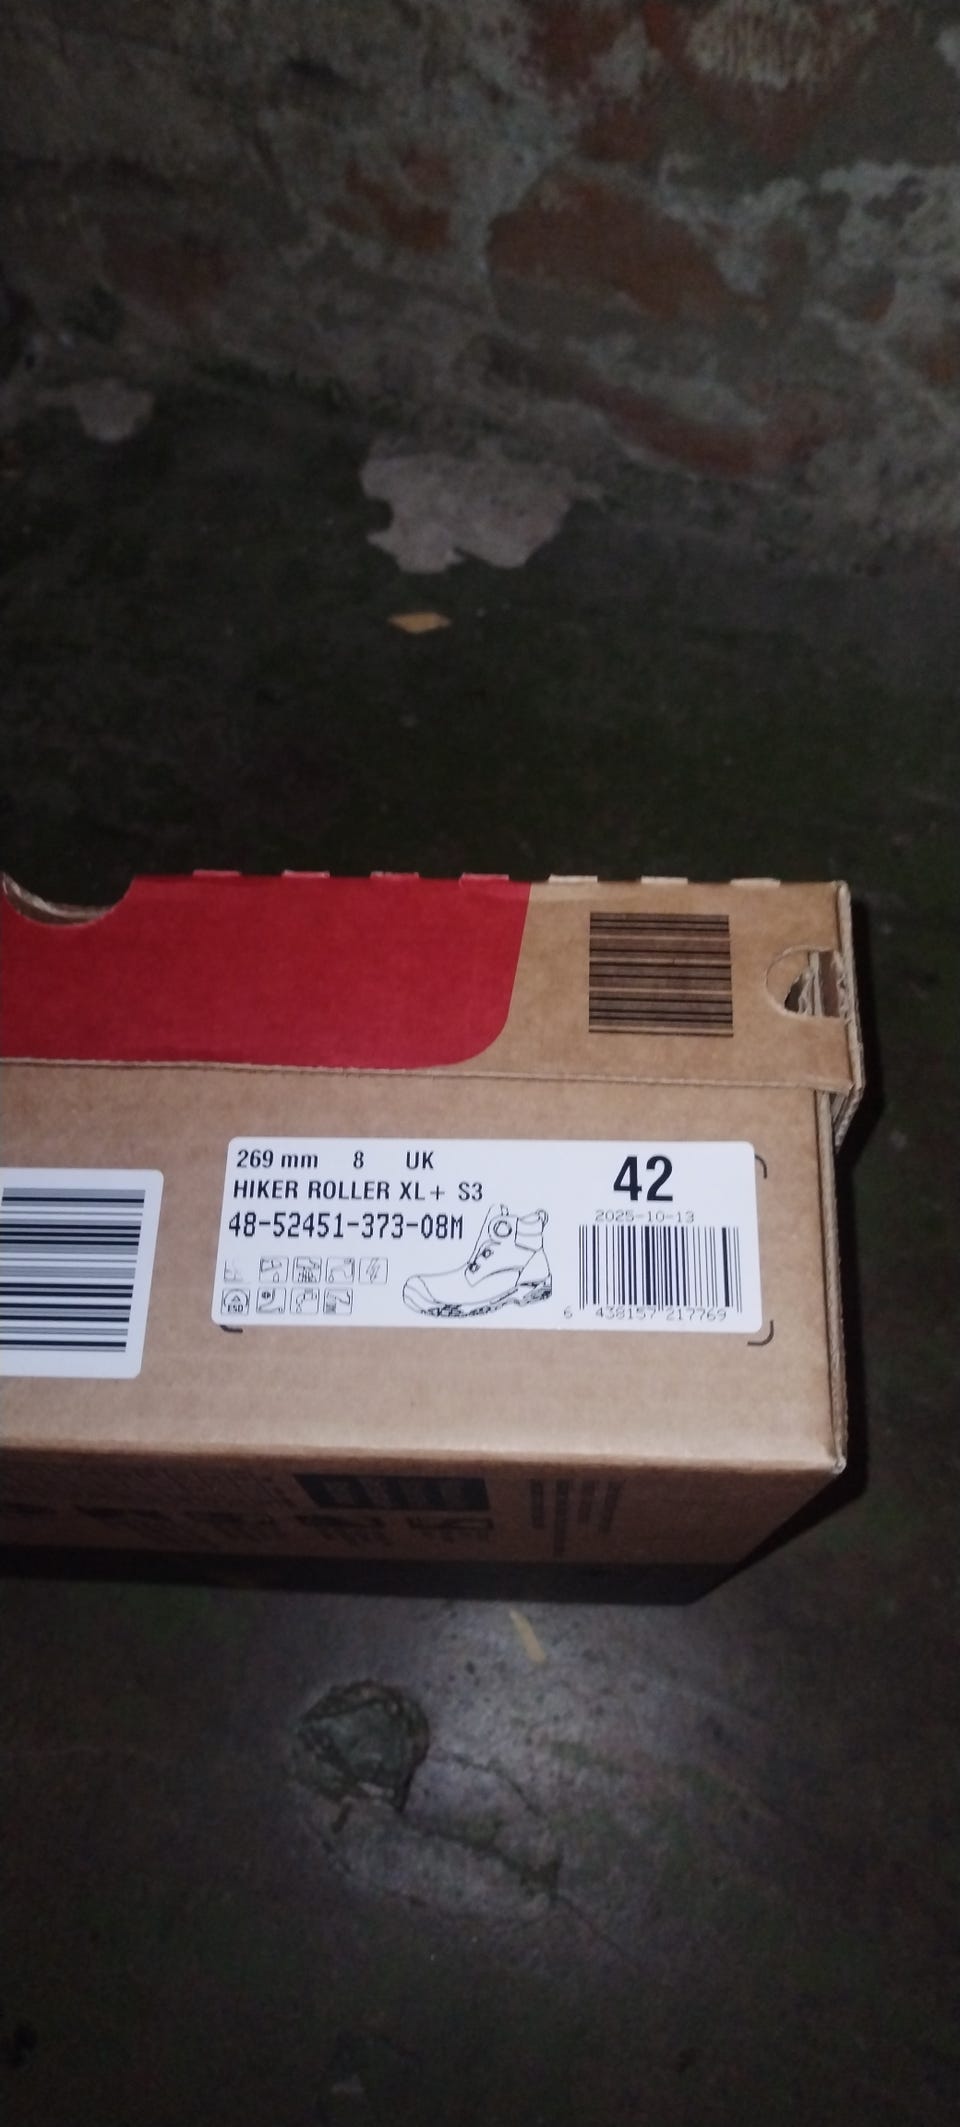 269 mm 8 UK
42
HIKER ROLLER XL+ S3
2025-10-13
48-52451-373-08M
ESD
6 438157 217769